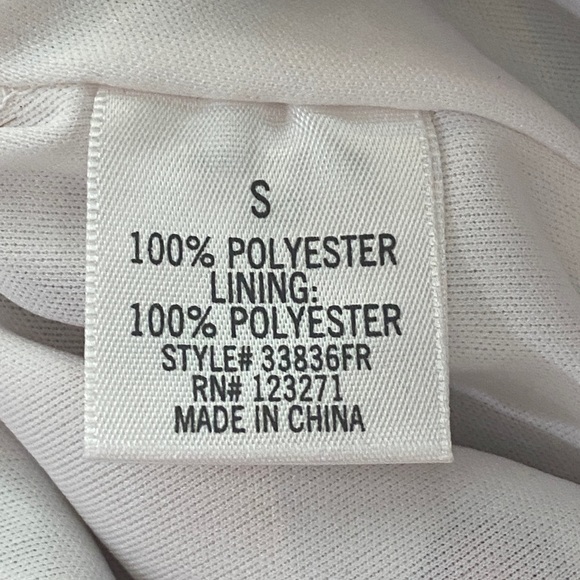 S
100% POLYESTER
LINING:
100% POLYESTER
STYLE# 33836FR
RN# 123271
MADE IN CHINA